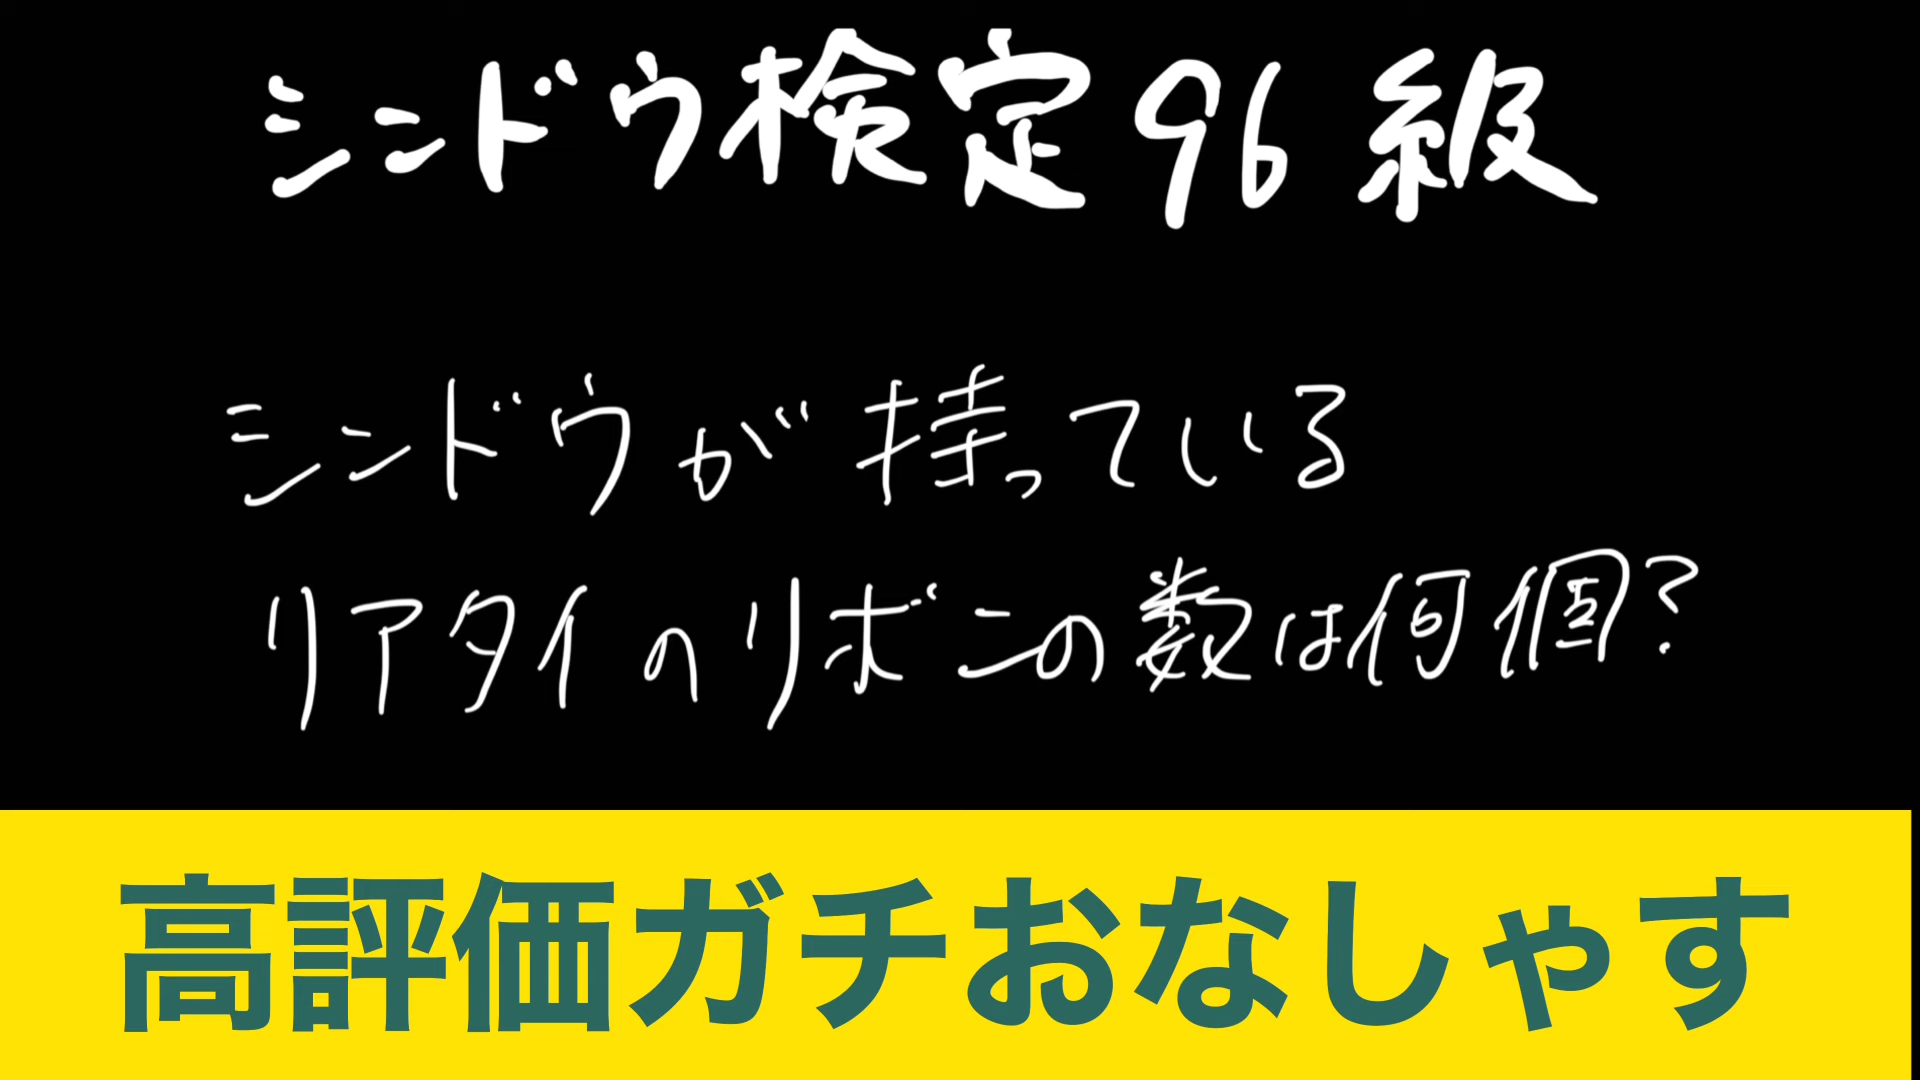 シンドウ検定96級
シンドウが持っている
リアタイのリボンの数は何個?
高評価ガチおなしゃす